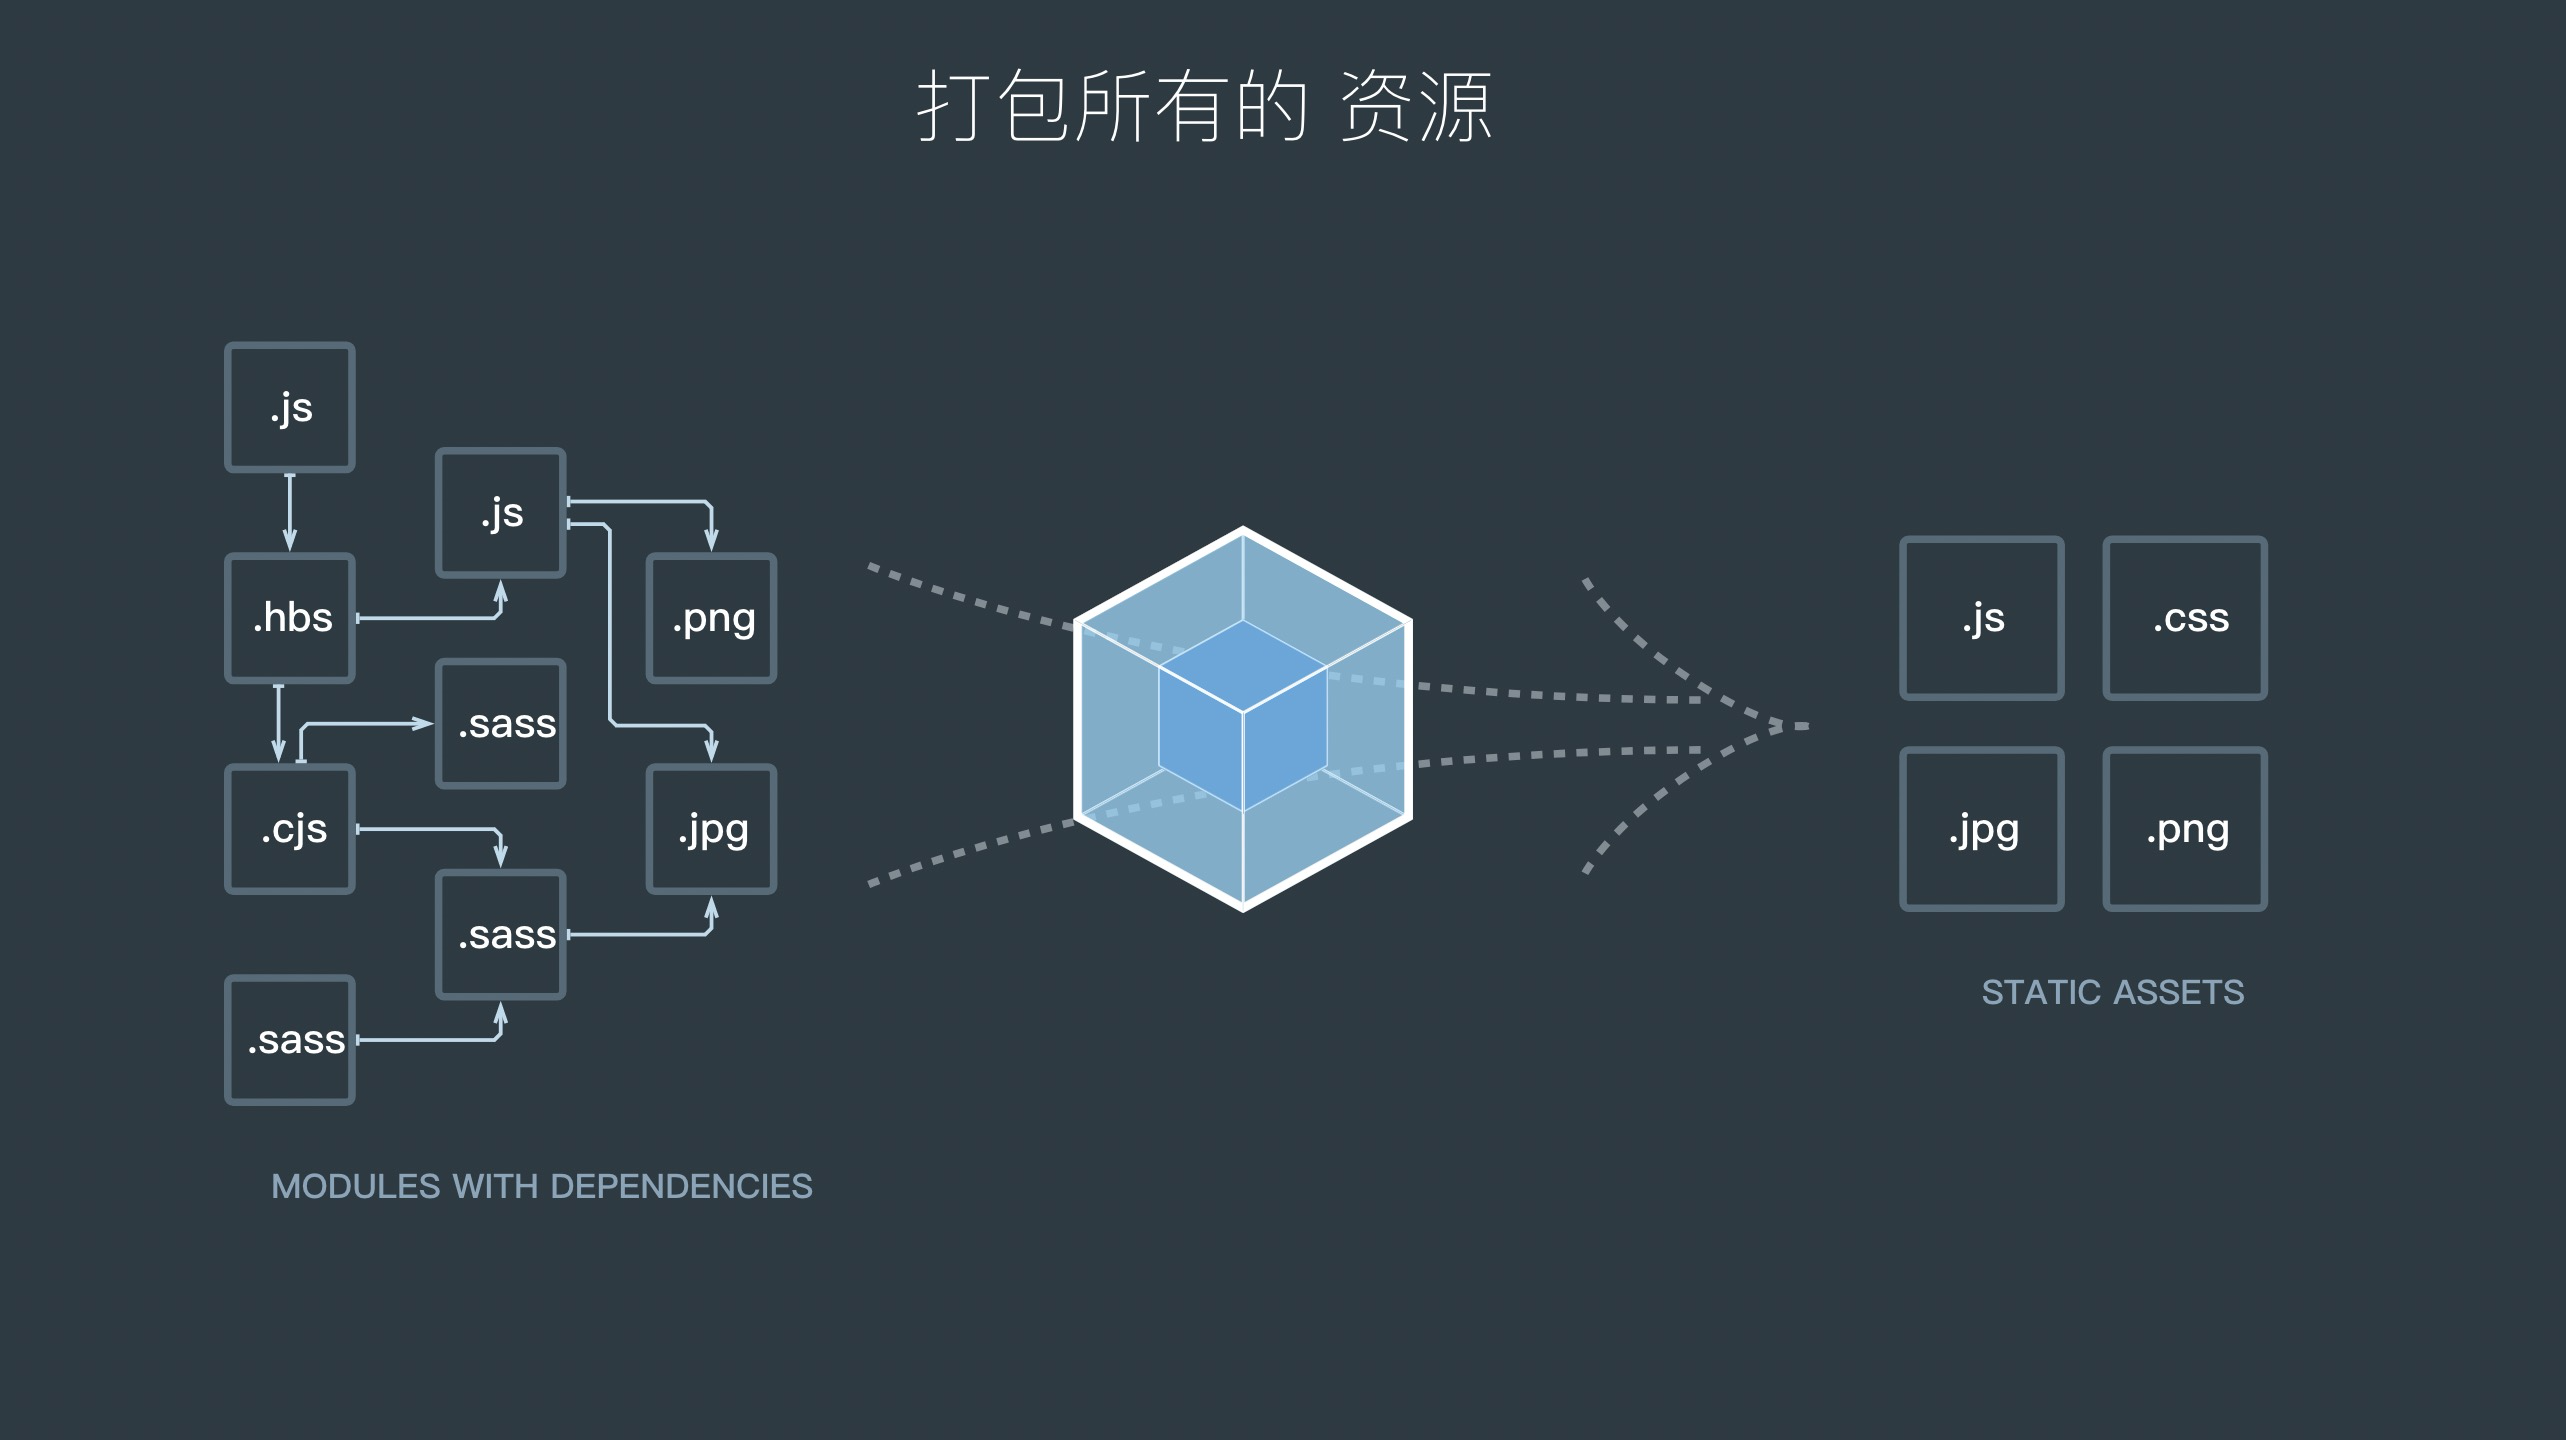 打包所有的 资源
.js
.js
.hbs
.png
.sass
.cjs
.jpg
.sass
.sass
MODULES WITH DEPENDENCIES
.js
.css
.jpg
.png
STATIC ASSETS